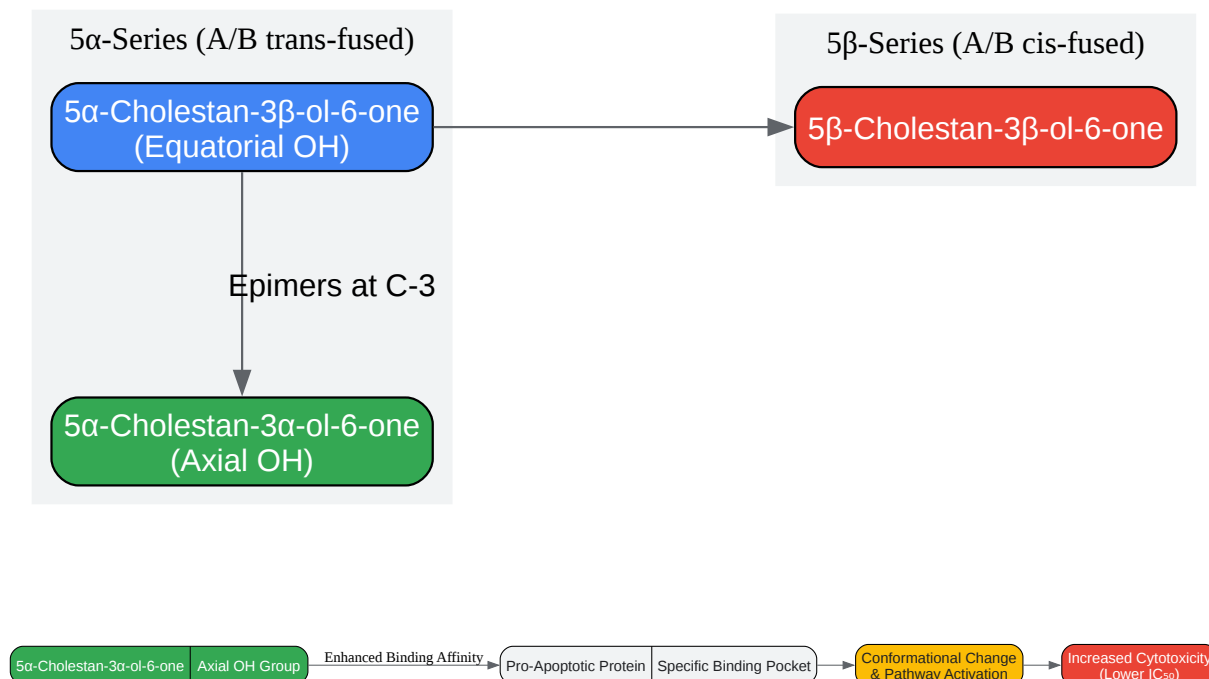 5α-Series (A/B trans-fused)
5α-Cholestan-3β-ol-6-one
(Equatorial OH)
Epimers at C-3
5α-Cholestan-3α-ol-6-one
(Axial OH)
5β-Series (A/B cis-fused)
5β-Cholestan-3β-ol-6-one
5α-Cholestan-3α-ol-6-one
Axial OH Group
Enhanced Binding Affinity
Pro-Apoptotic Protein
Specific Binding Pocket
Conformational Change
& Pathway Activation
Increased Cytotoxicity
(Lower IC₅₀)